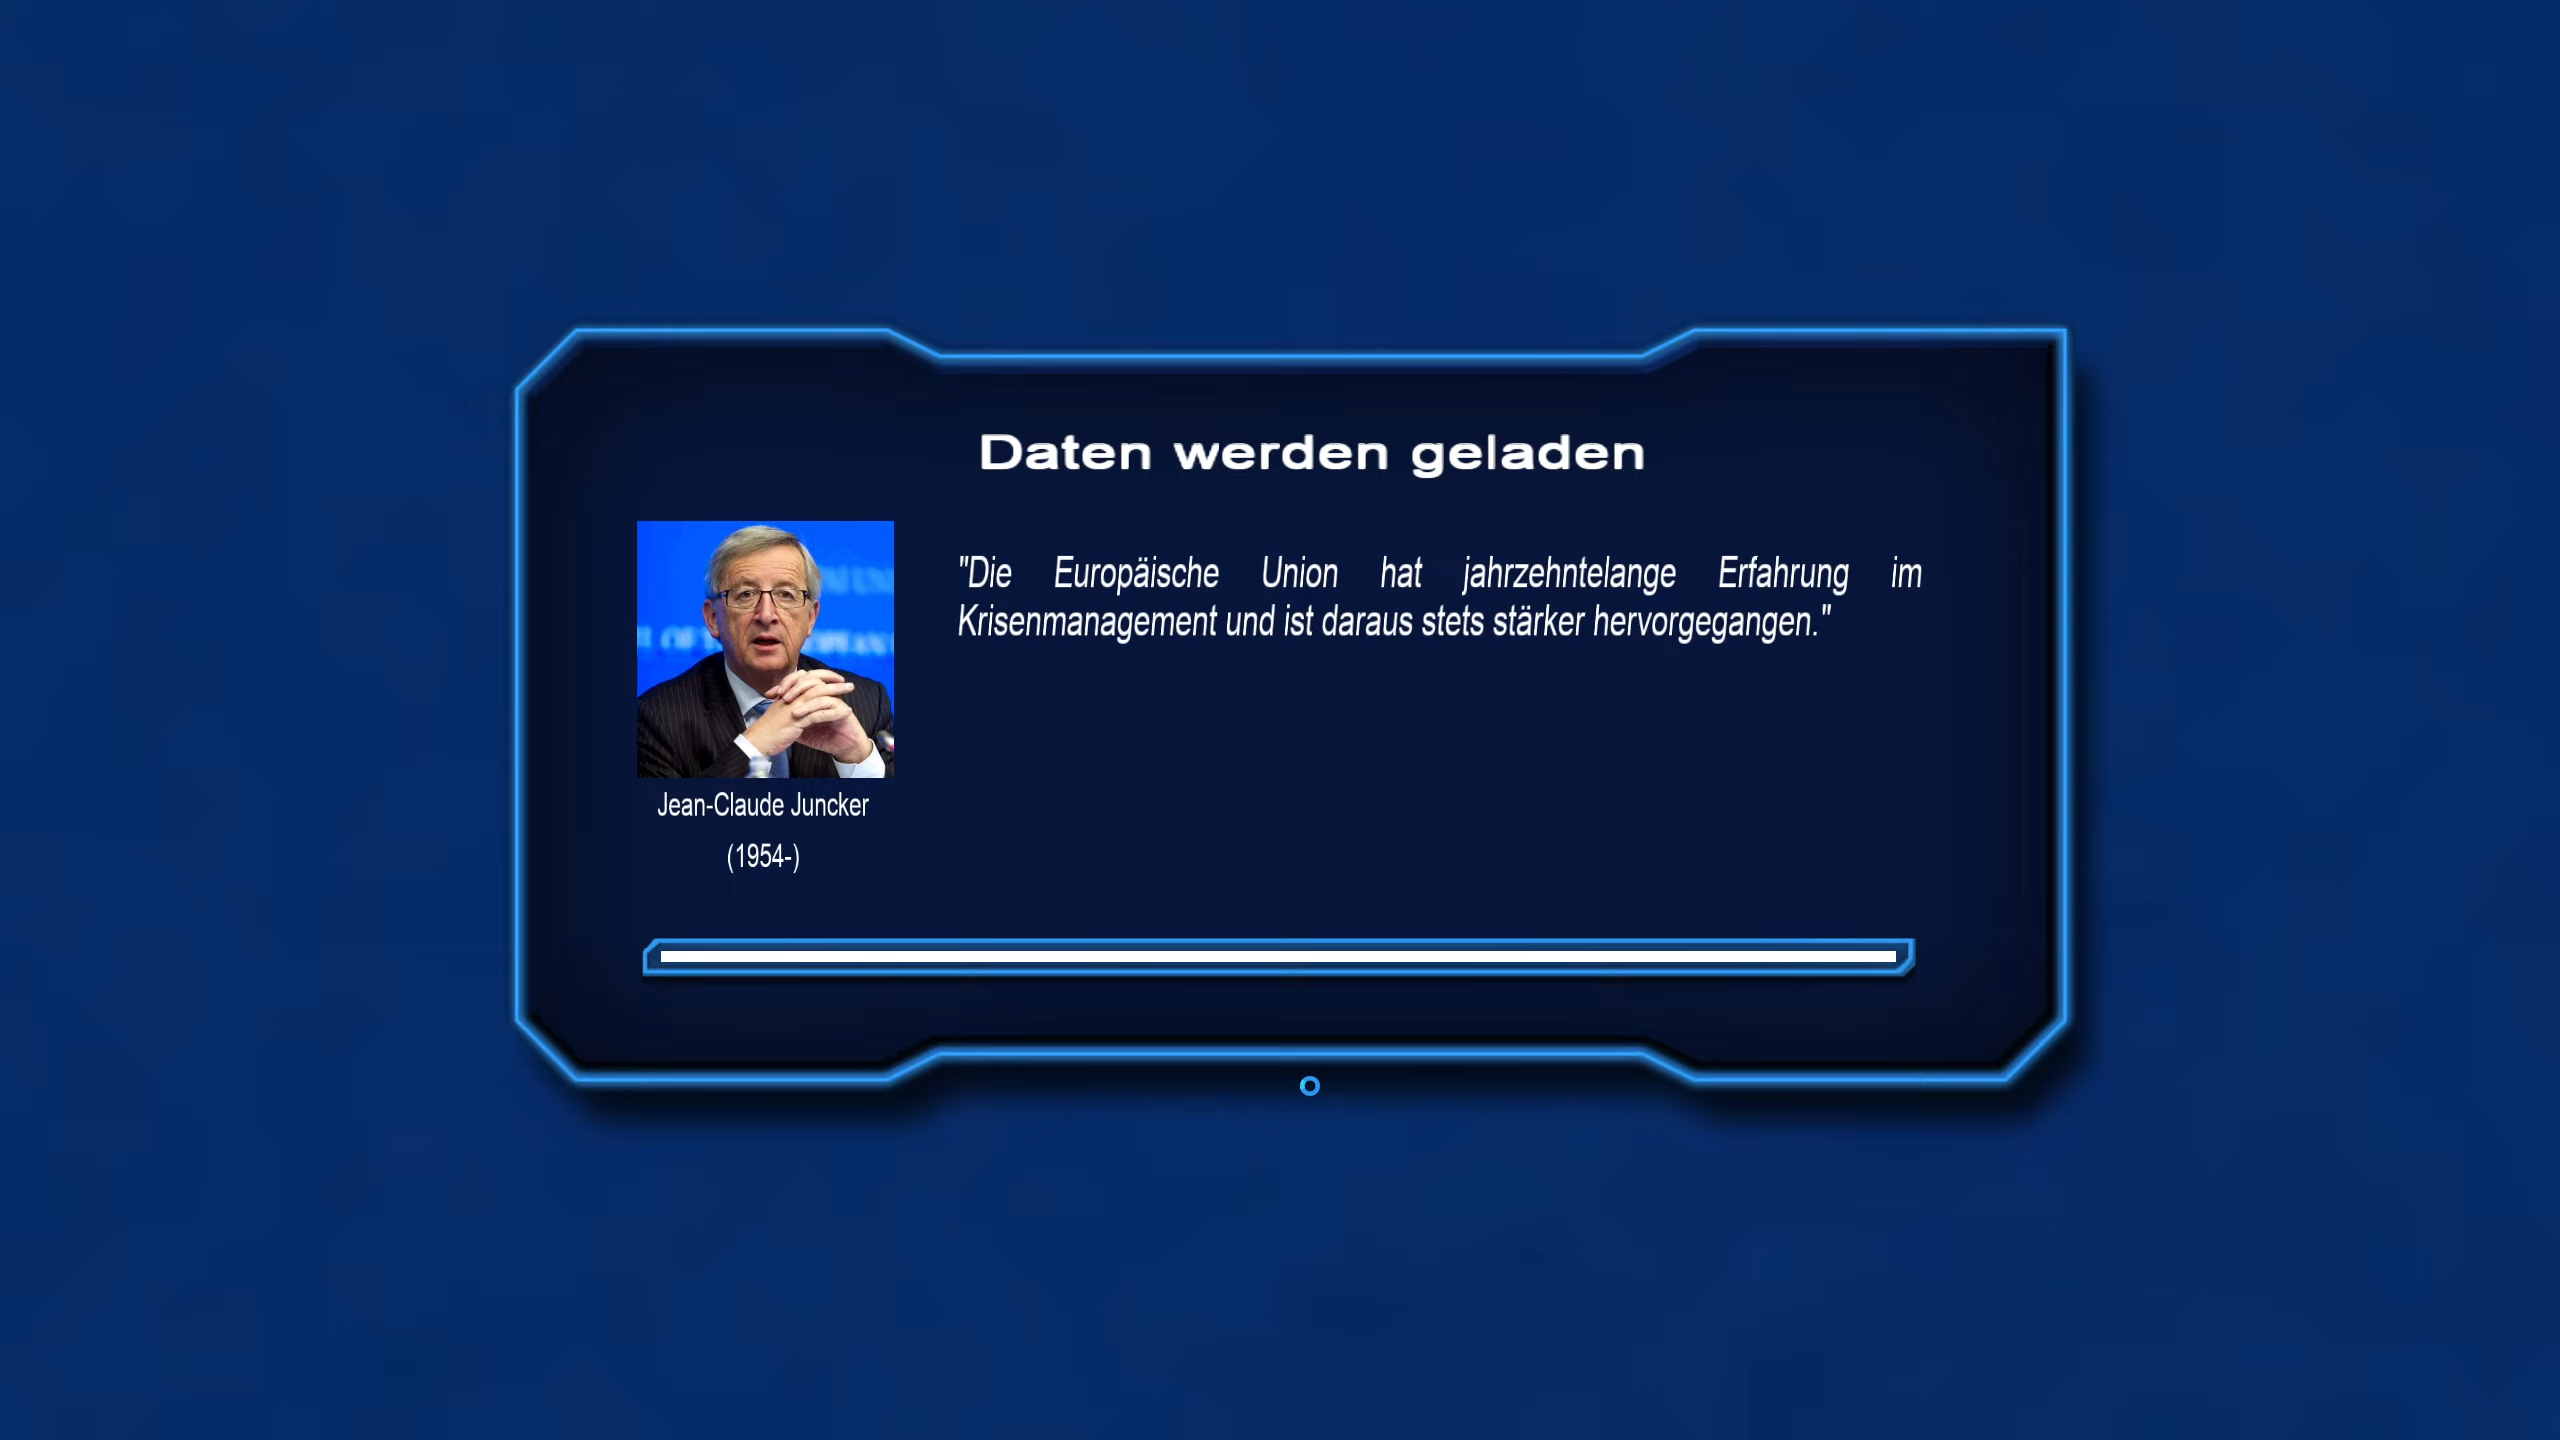 Daten werden geladen
"Die Europäische Union hat jahrzehntelange Erfahrung im
Krisenmanagement und ist daraus stets stärker hervorgegangen."
Jean-Claude Juncker
(1954-)